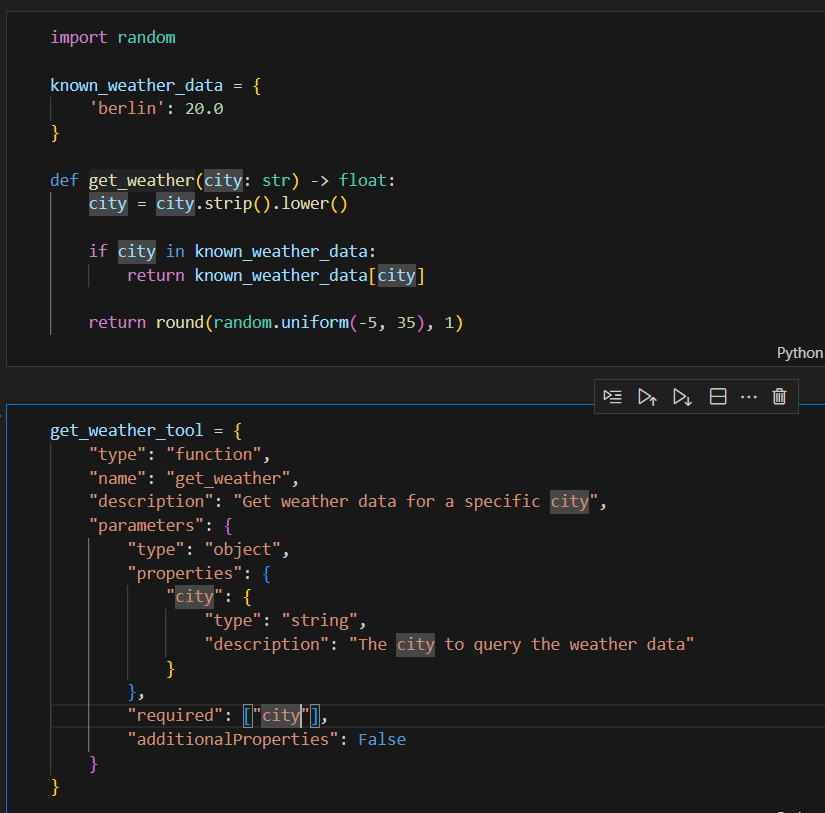 import random
known_weather_data = {
    'berlin': 20.0
}
def get_weather(city: str) -> float:
    city = city.strip().lower()
    if city in known_weather_data:
        return known_weather_data[city]
    return round(random.uniform(-5, 35), 1)
Python
get_weather_tool = {
    "type": "function",
    "name": "get_weather",
    "description": "Get weather data for a specific city",
    "parameters": {
        "type": "object",
        "properties": {
            "city": {
                "type": "string",
                "description": "The city to query the weather data"
            }
        },
        "required": ["city"],
        "additionalProperties": False
    }
}